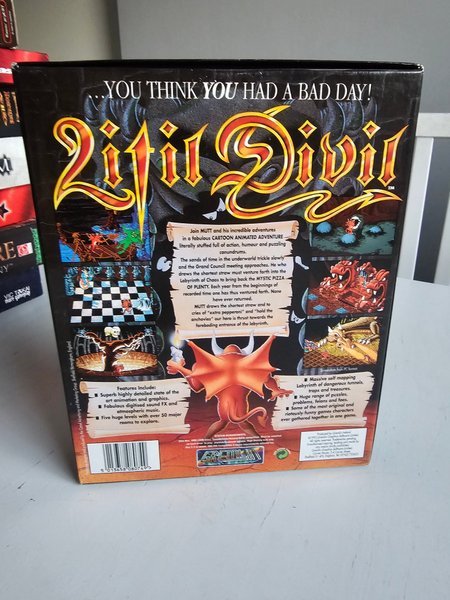 ...YOU THINK YOU HAD A BAD DAY!
Litil Divil
TM
Join MUTT and his incredible adventures
in a fabulous CARTOON ANIMATED ADVENTURE
literally stuffed full of action, humour and puzzling
conundrums.
The sands of time in the underworld trickle slowly
and the Grand Council meeting approaches. He who
draws the shortest straw must venture forth into the
Labyrinth of Chaos to bring back the MYSTIC PIZZA
OF PLENTY. Each year from the beginnings of
recorded time one has thus ventured forth. None
have ever returned.
MUTT draws the shortest straw and to
cries of "extra pepperoni" and "hold the
anchovies" our hero is thrust towards the
foreboding entrance of the labyrinth.
Features Include:
Superb highly detailed state of the
art animation and graphics.
Fabulous digitised sound FX and
atmospheric music.
Five huge levels with over 50 major
rooms to explore.
Massive self mapping
Labyrinth of dangerous tunnels,
traps and treasures.
Huge range of puzzles,
problems, feints and foes.
Some of the most original and
riotously funny games characters
ever gathered together in one game.
GREMLIN